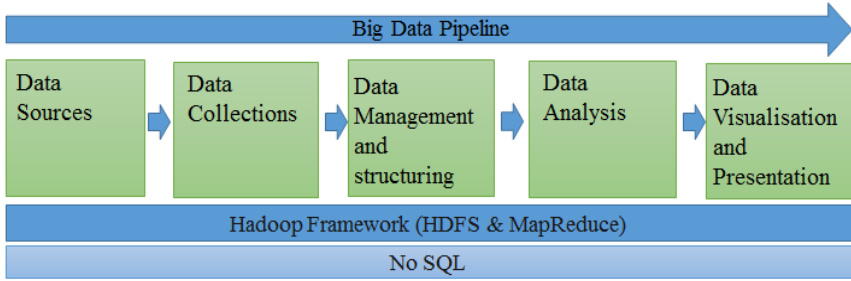 Big Data Pipeline
Data
Sources
Data
Collections
Data
Management
and
structuring
Data
Analysis
Data
Visualisation
and
Presentation
Hadoop Framework (HDFS & MapReduce)
No SQL